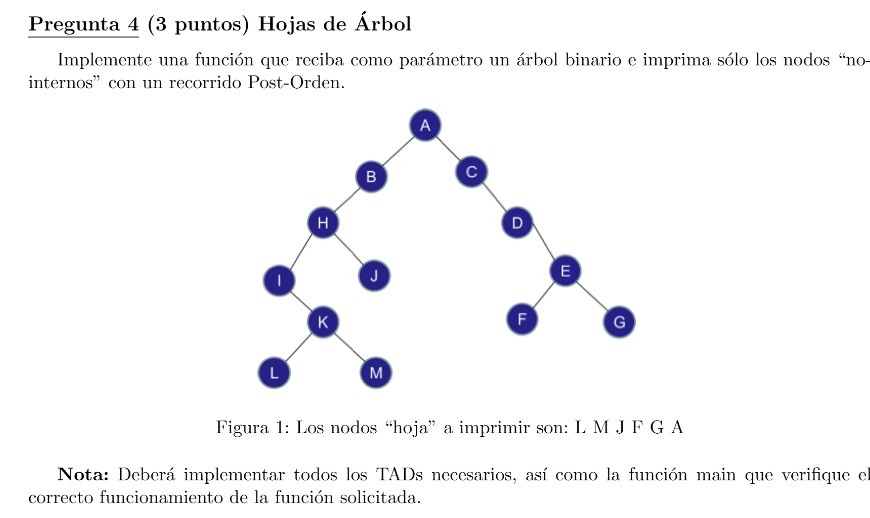 Pregunta 4 (3 puntos) Hojas de Árbol
Implemente una función que reciba como parámetro un árbol binario e imprima sólo los nodos “no-
internos” con un recorrido Post-Orden.
A
B
C
H
D
I
J
E
K
F
G
L
M
Figura 1: Los nodos “hoja” a imprimir son: L M J F G A
Nota: Deberá implementar todos los TADs necesarios, así como la función main que verifique el
correcto funcionamiento de la función solicitada.